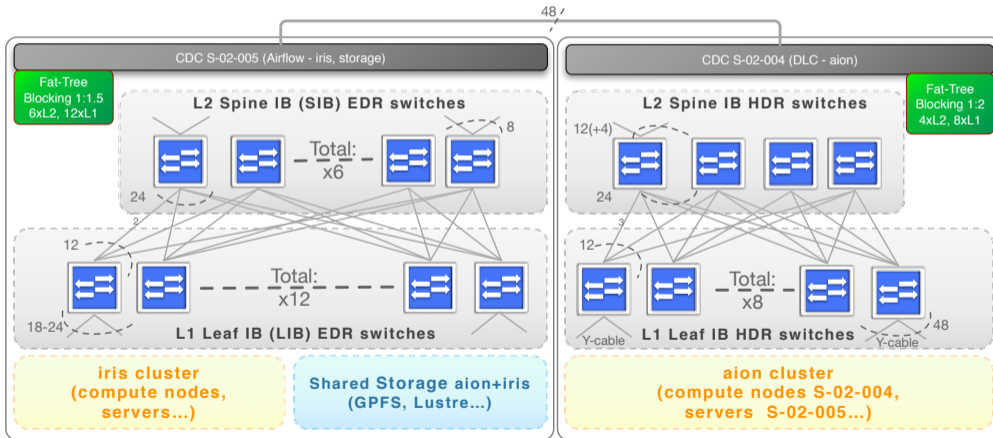 48
CDC S-02-005 (Airflow - iris, storage)
Fat-Tree
Blocking 1:1.5
6xL2, 12xL1
L2 Spine IB (SIB) EDR switches
8
Total:
x6
24
2
12
Total:
x12
18-24
L1 Leaf IB (LIB) EDR switches
iris cluster
(compute nodes,
servers...)
Shared Storage aion+iris
(GPFS, Lustre...)
CDC S-02-004 (DLC - aion)
Fat-Tree
Blocking 1:2
4xL2, 8xL1
L2 Spine IB HDR switches
12(+4)
24
3
12
Total:
x8
48
Y-cable
L1 Leaf IB HDR switches
Y-cable
aion cluster
(compute nodes S-02-004,
servers S-02-005...)